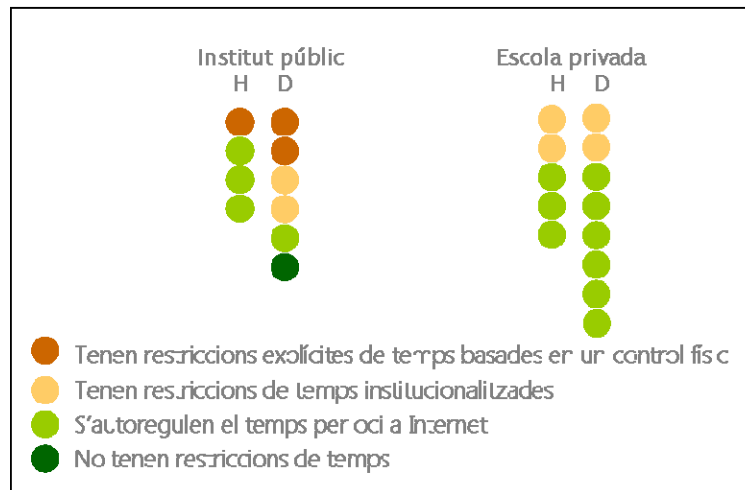 Institut públic Escola privada
H D H D
Tenen restriccions explícites de temps basades en un control físic
Tenen restriccions de temps institucionalitzades
S'autoregulen el temps per oci a Internet
No tenen restriccions de temps